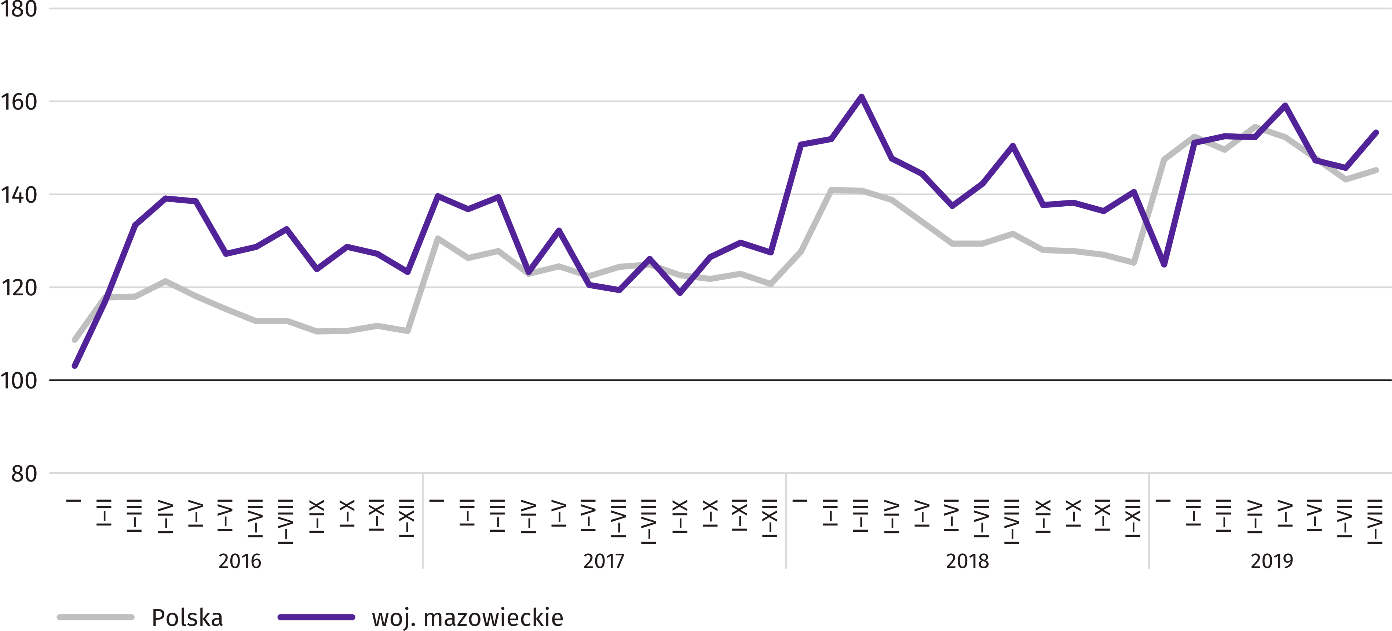 180
160
140
120
100
80
I I–II I–III I–IV I–V I–VI I–VII I–VIII I–IX I–X I–XI I–XII I I–II I–III I–IV I–V I–VI I–VII I–VIII I–IX I–X I–XI I–XII I I–II I–III I–IV I–V I–VI I–VII I–VIII I–IX I–X I–XI I–XII I I–II I–III I–IV I–V I–VI I–VII I–VIII
2016 2017 2018 2019
Polska woj. mazowieckie